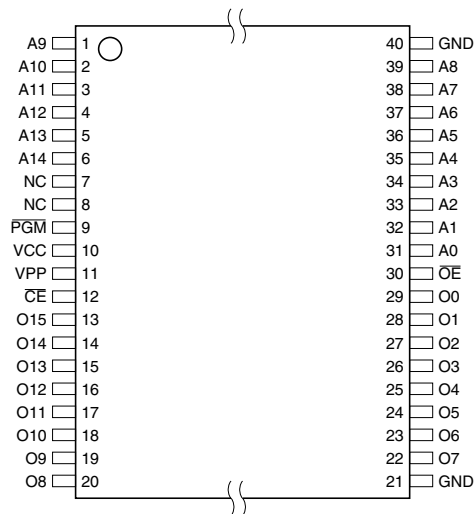 A9 1 40 GND
A10 2 39 A8
A11 3 38 A7
A12 4 37 A6
A13 5 36 A5
A14 6 35 A4
NC 7 34 A3
NC 8 33 A2
PGM 9 32 A1
VCC 10 31 A0
VPP 11 30 OE
CE 12 29 O0
O15 13 28 O1
O14 14 27 O2
O13 15 26 O3
O12 16 25 O4
O11 17 24 O5
O10 18 23 O6
O9 19 22 O7
O8 20 21 GND